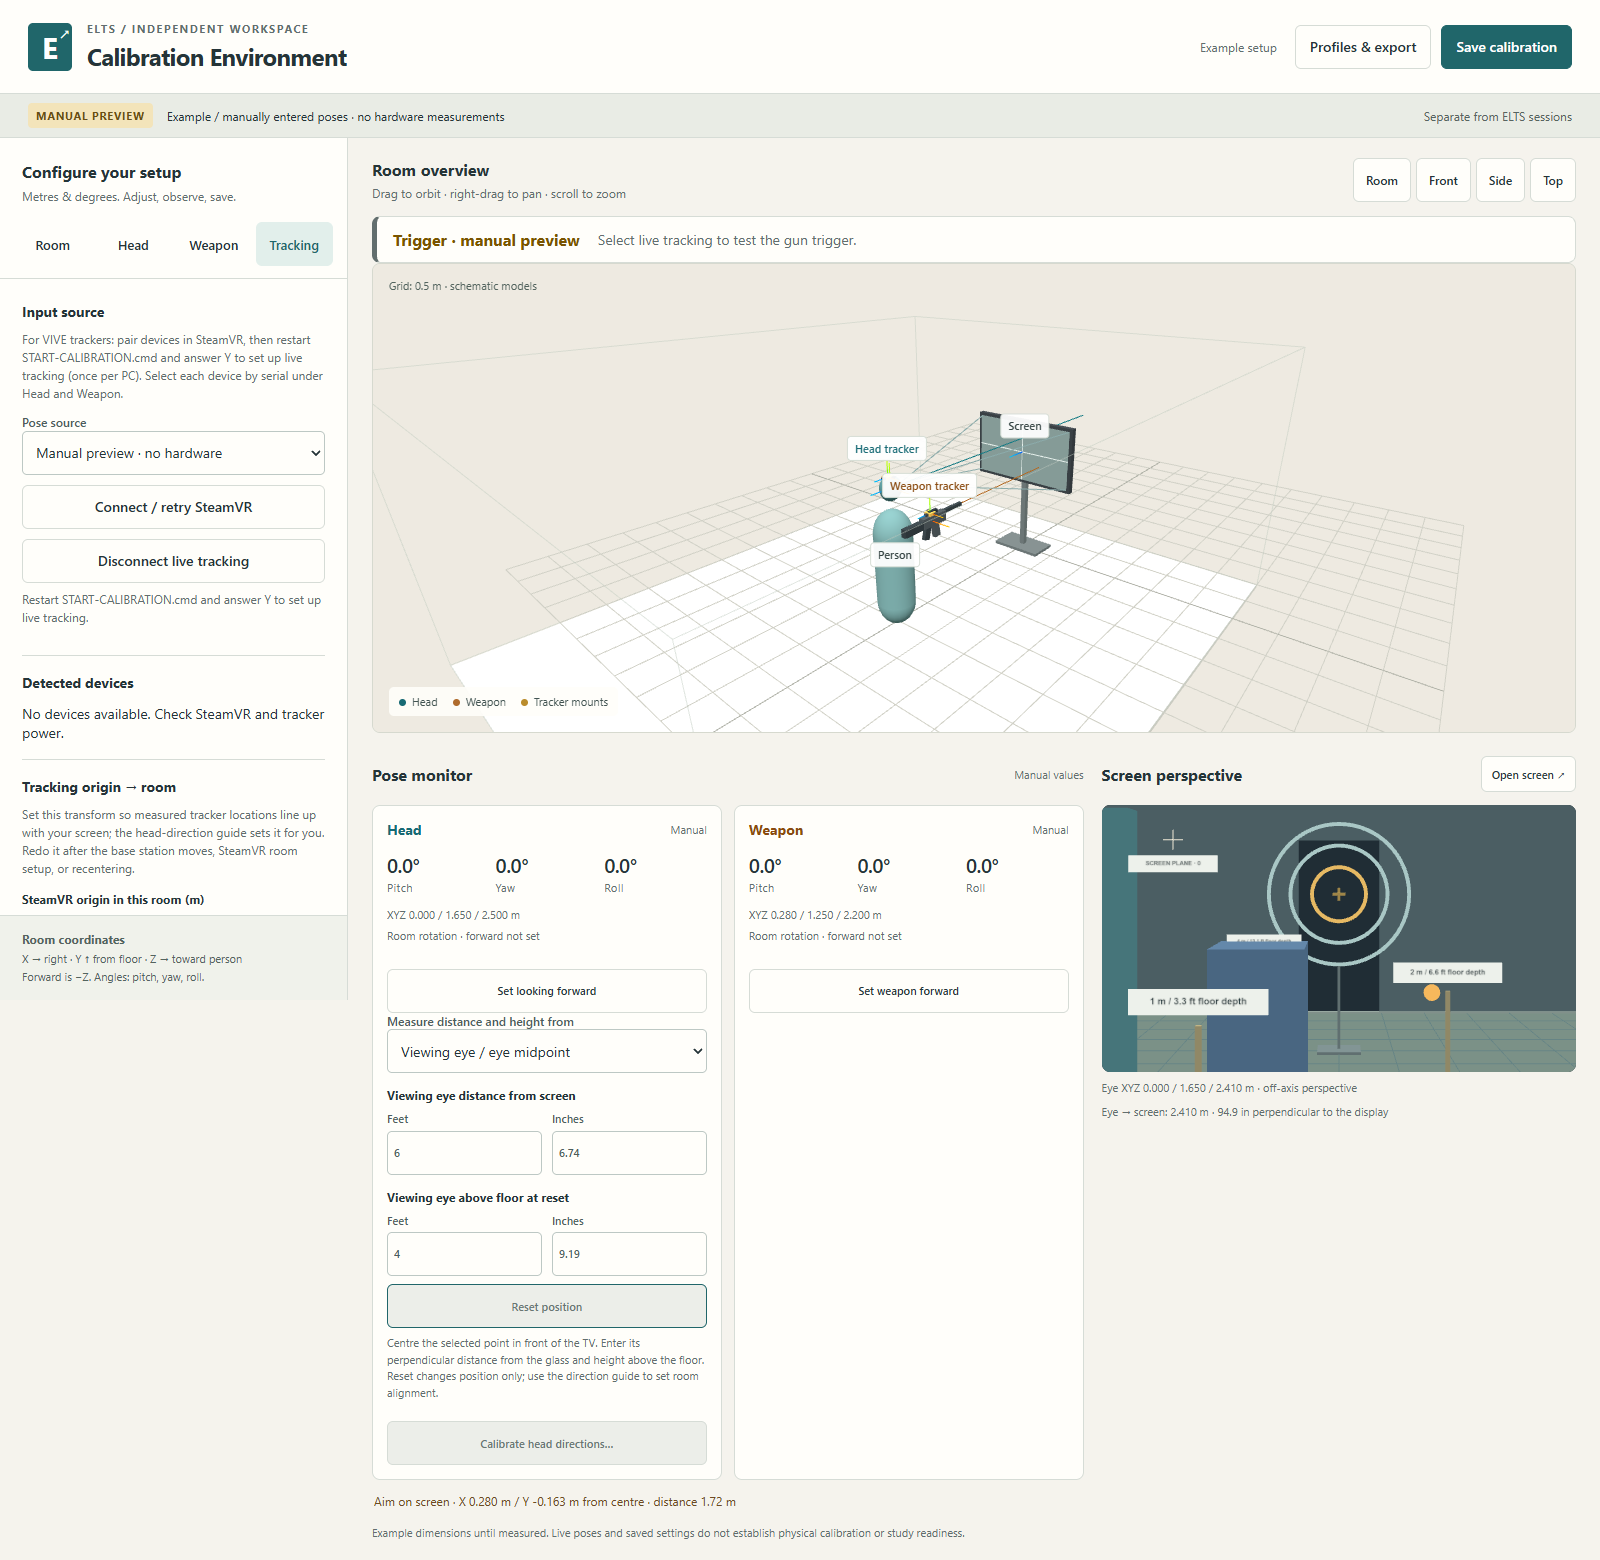 E↗
ELTS / INDEPENDENT WORKSPACE
Calibration Environment
Example setup
Profiles & export
Save calibration
MANUAL PREVIEW
Example / manually entered poses · no hardware measurements
Separate from ELTS sessions
Configure your setup
Metres & degrees. Adjust, observe, save.
Room
Head
Weapon
Tracking
Input source
For VIVE trackers: pair devices in SteamVR, then restart
START-CALIBRATION.cmd and answer Y to set up live
tracking (once per PC). Select each device by serial under
Head and Weapon.
Pose source
Manual preview · no hardware
Connect / retry SteamVR
Disconnect live tracking
Restart START-CALIBRATION.cmd and answer Y to set up
live tracking.
Detected devices
No devices available. Check SteamVR and tracker
power.
Tracking origin → room
Set this transform so measured tracker locations line up
with your screen; the head-direction guide sets it for you.
Redo it after the base station moves, SteamVR room
setup, or recentering.
SteamVR origin in this room (m)
Room coordinates
X → right · Y ↑ from floor · Z → toward person
Forward is −Z. Angles: pitch, yaw, roll.
Room overview
Drag to orbit · right-drag to pan · scroll to zoom
Room
Front
Side
Top
Trigger · manual preview
Select live tracking to test the gun trigger.
Grid: 0.5 m · schematic models
Screen
Head tracker
Weapon tracker
Person
Head
Weapon
Tracker mounts
Pose monitor
Manual values
Head
Manual
0.0°
0.0°
0.0°
Pitch
Yaw
Roll
XYZ 0.000 / 1.650 / 2.500 m
Room rotation · forward not set
Set looking forward
Measure distance and height from
Viewing eye / eye midpoint
Viewing eye distance from screen
Feet
Inches
6
6.74
Viewing eye above floor at reset
Feet
Inches
4
9.19
Reset position
Centre the selected point in front of the TV. Enter its
perpendicular distance from the glass and height above the floor.
Reset changes position only; use the direction guide to set room
alignment.
Calibrate head directions...
Weapon
Manual
0.0°
0.0°
0.0°
Pitch
Yaw
Roll
XYZ 0.280 / 1.250 / 2.200 m
Room rotation · forward not set
Set weapon forward
Screen perspective
Open screen ↗
SCREEN PLANE · 0
2 m / 6.6 ft floor depth
1 m / 3.3 ft floor depth
Eye XYZ 0.000 / 1.650 / 2.410 m · off-axis perspective
Eye → screen: 2.410 m · 94.9 in perpendicular to the display
Aim on screen · X 0.280 m / Y -0.163 m from centre · distance 1.72 m
Example dimensions until measured. Live poses and saved settings do not establish physical calibration or study readiness.